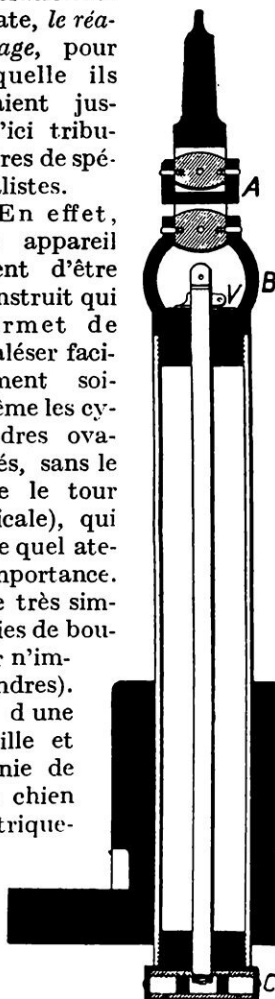 ate, le réa-
age, pour
quelle ils
aient jus-
'ici tribu-
res de spé-
alistes.
En effet,
appareil
ent d'être
nstruit qui
rmet de
aléser faci-
ment soi-
ême les cy-
dres ova-
és, sans le
e le tour
icale), qui
e quel ate-
mportance.
e très sim-
ies de bou-
r n'im-
ndres).
d une
ille et
nie de
chien
trique-
A
B
V
C